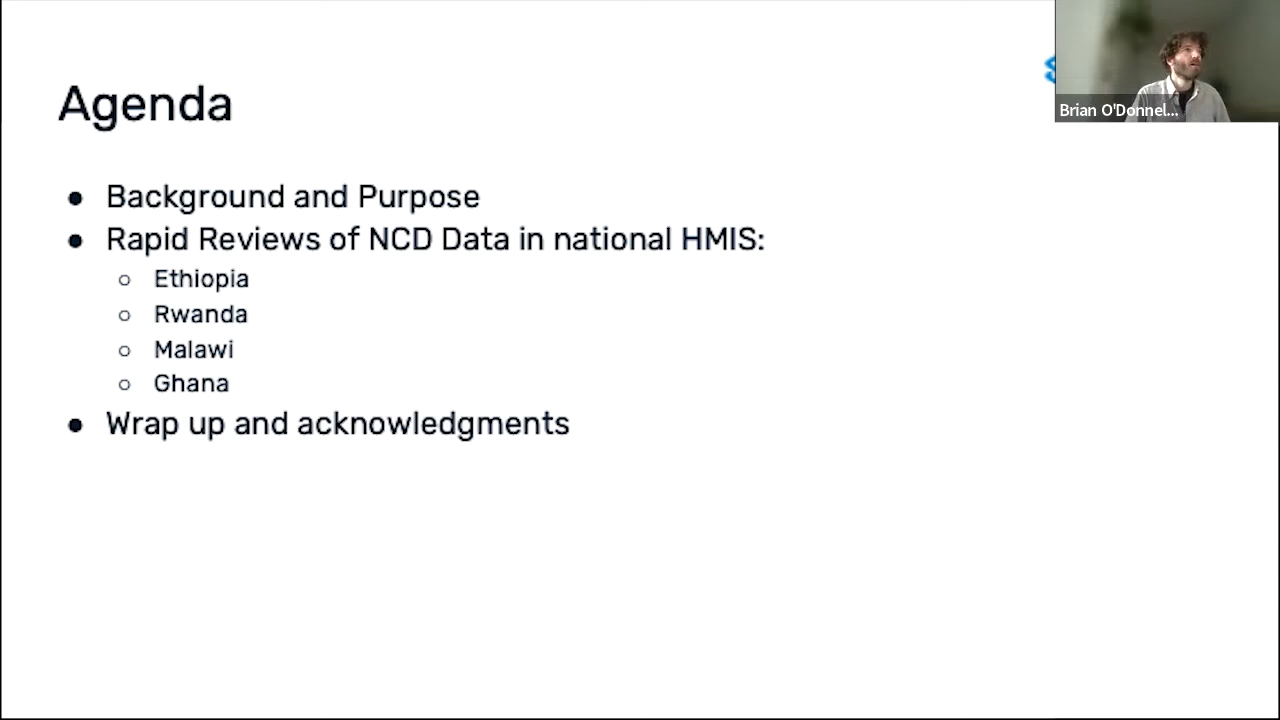 Agenda
Brian O'Donnel...
● Background and Purpose
● Rapid Reviews of NCD Data in national HMIS:
○ Ethiopia
○ Rwanda
○ Malawi
○ Ghana
● Wrap up and acknowledgments